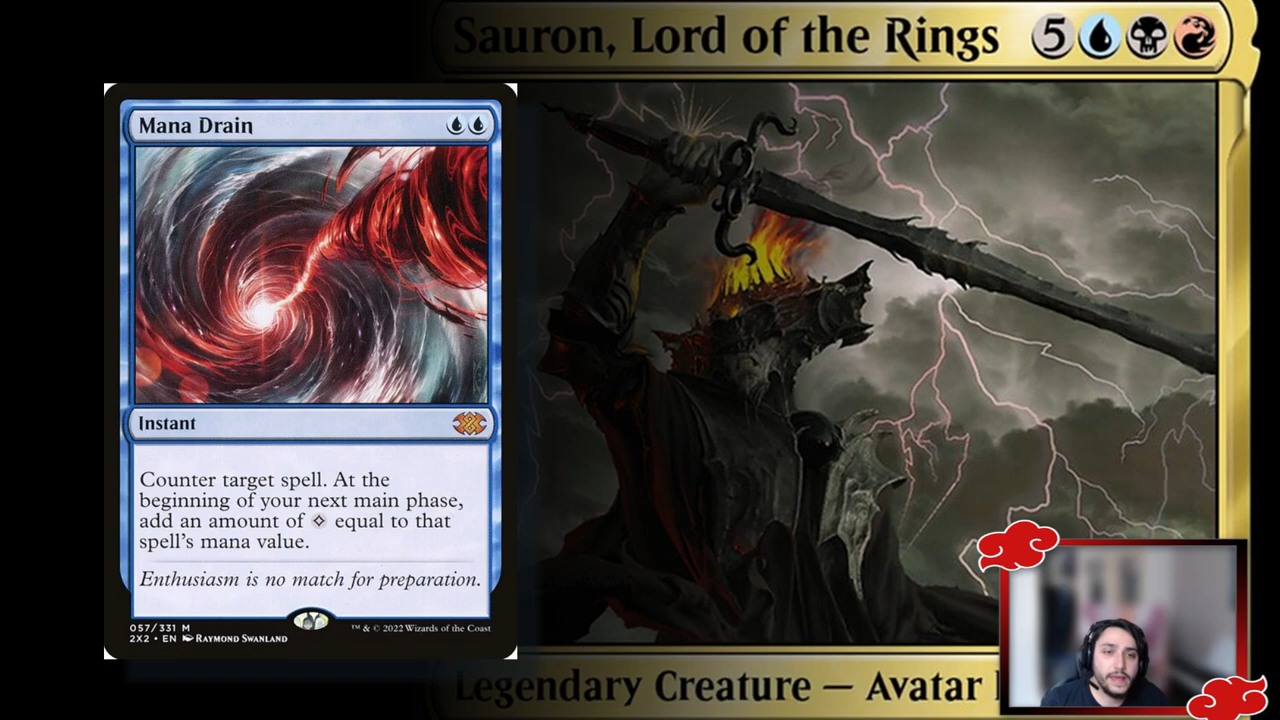 Sauron, Lord of the Rings 5
Mana Drain
Instant
Counter target spell. At the
beginning of your next main phase,
add an amount of equal to that
spell's mana value.
Enthusiasm is no match for preparation.
057/331 M
2X2 • EN Raymond Swanland
™ & © 2022 Wizards of the Coast
Legendary Creature — Avatar